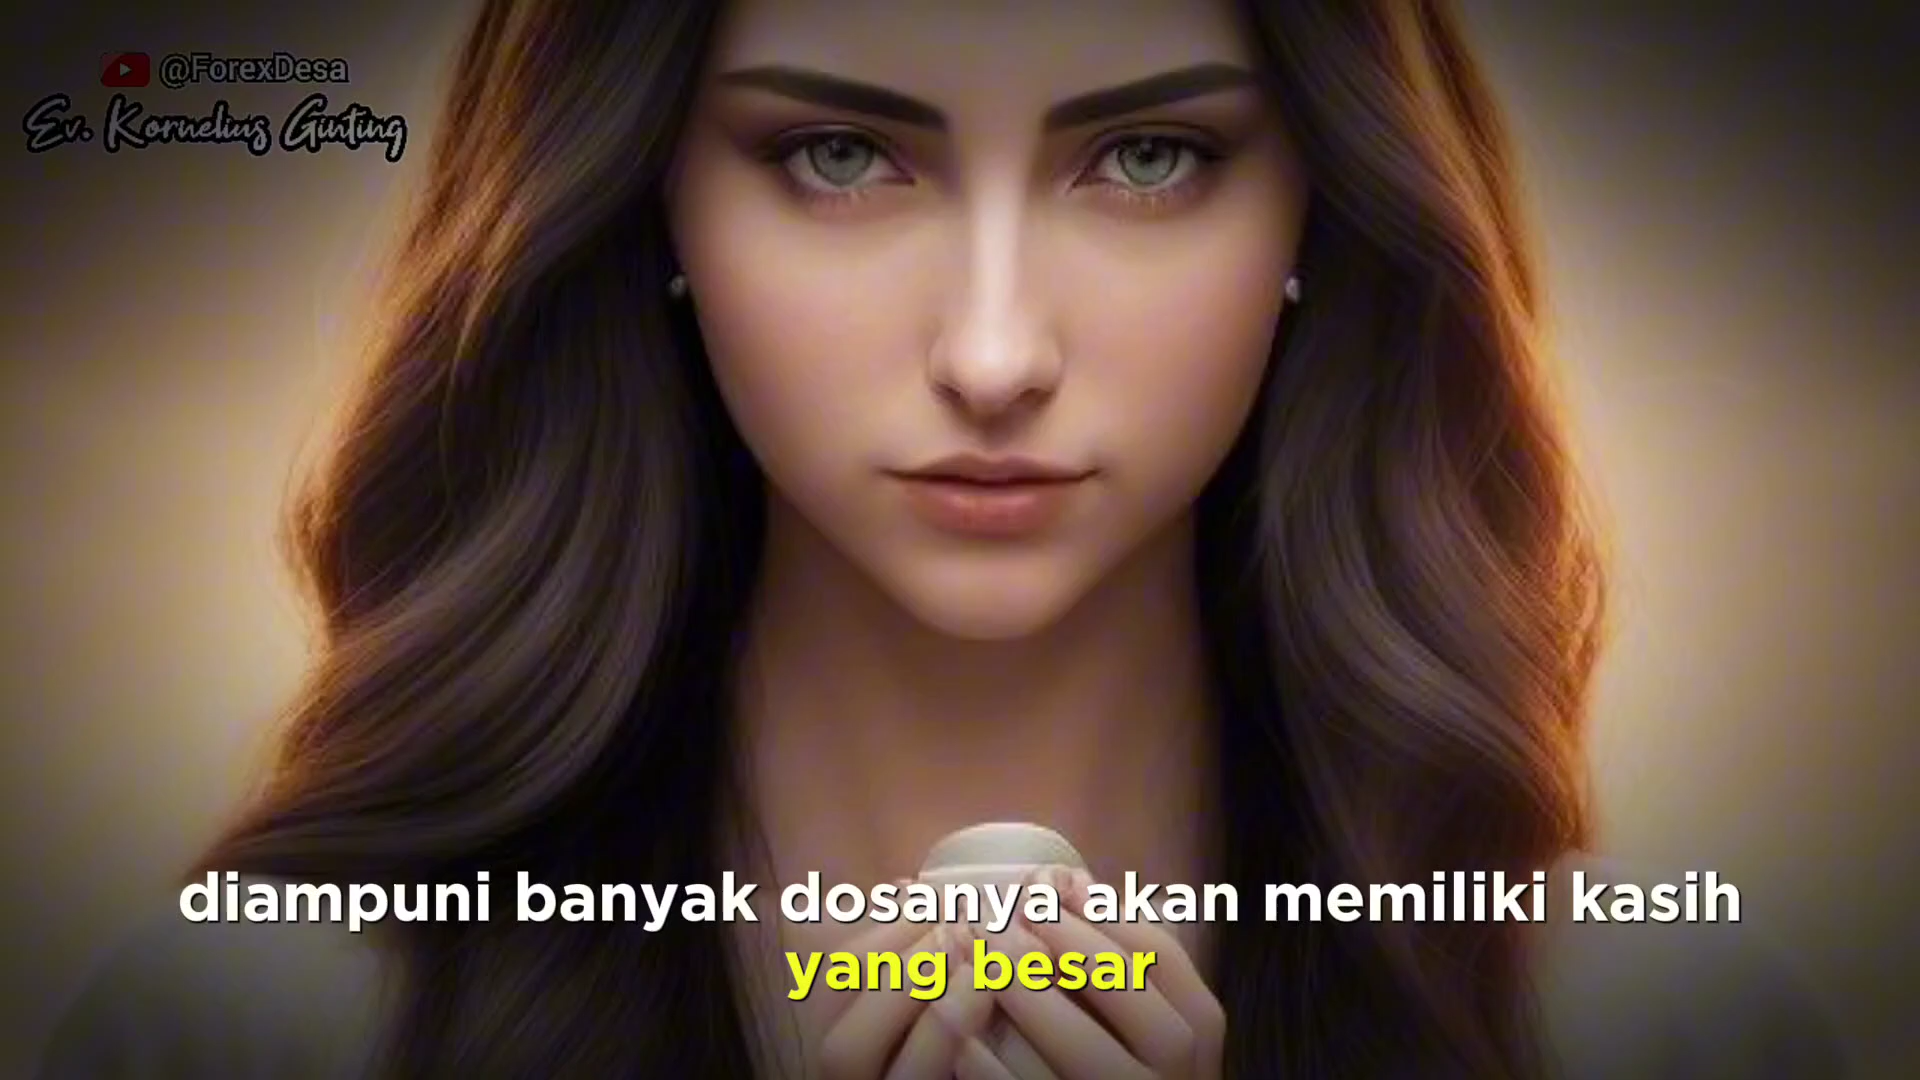 @ForexDesa
Ev. Kornelius Ginting
diampuni banyak dosanya akan memiliki kasih
yang besar